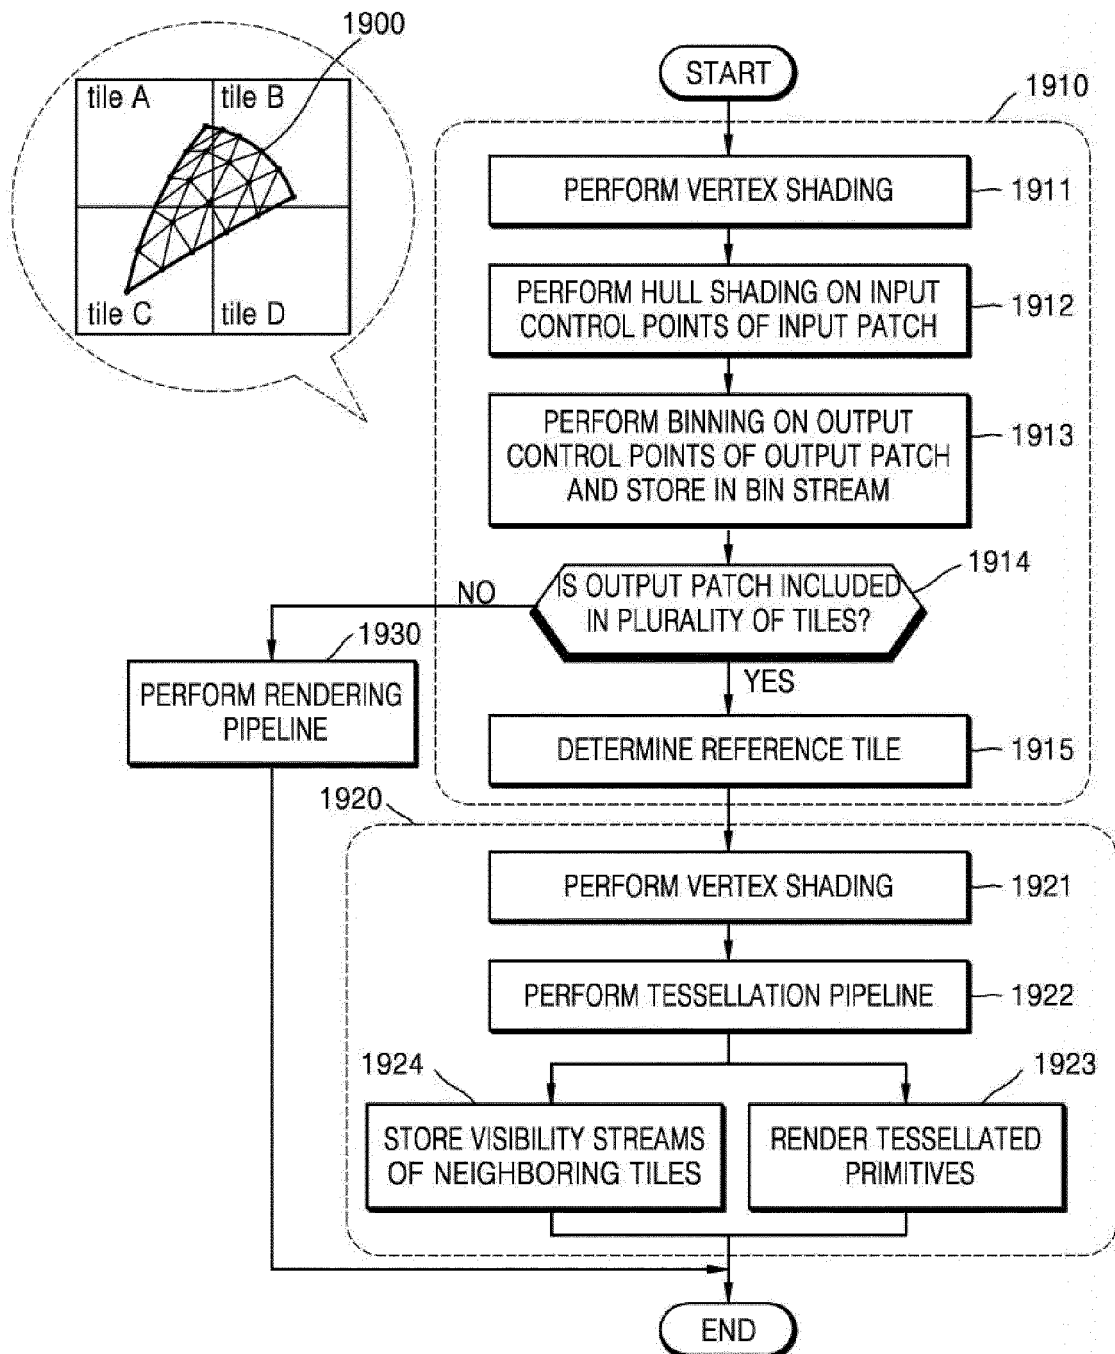 1900
tile A
tile B
tile C
tile D
START
1910
PERFORM VERTEX SHADING
1911
PERFORM HULL SHADING ON INPUT
CONTROL POINTS OF INPUT PATCH
1912
PERFORM BINNING ON OUTPUT
CONTROL POINTS OF OUTPUT PATCH
AND STORE IN BIN STREAM
1913
IS OUTPUT PATCH INCLUDED
IN PLURALITY OF TILES?
1914
NO
1930
PERFORM RENDERING
PIPELINE
YES
DETERMINE REFERENCE TILE
1915
1920
PERFORM VERTEX SHADING
1921
PERFORM TESSELLATION PIPELINE
1922
1924
STORE VISIBILITY STREAMS
OF NEIGHBORING TILES
1923
RENDER TESSELLATED
PRIMITIVES
END